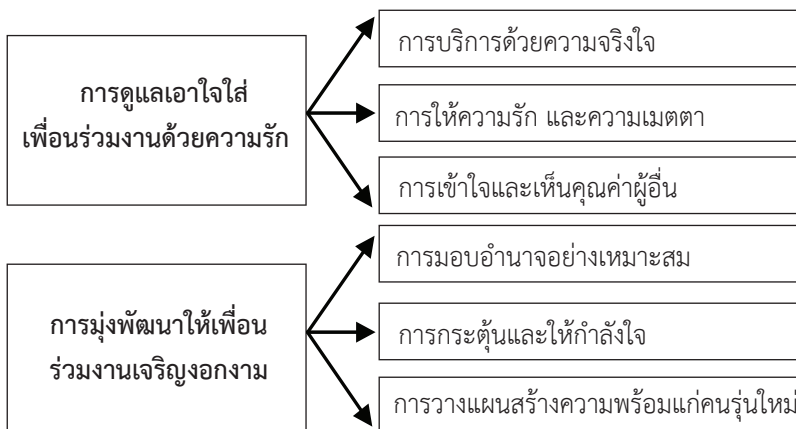 การดูแลเอาใจใส่
เพื่อนร่วมงานด้วยความรัก
การบริการด้วยความจริงใจ
การให้ความรัก และความเมตตา
การเข้าใจและเห็นคุณค่าผู้อื่น
การมุ่งพัฒนาให้เพื่อน
ร่วมงานเจริญงอกงาม
การมอบอำนาจอย่างเหมาะสม
การกระตุ้นและให้กำลังใจ
การวางแผนสร้างความพร้อมแก่คนรุ่นใหม่